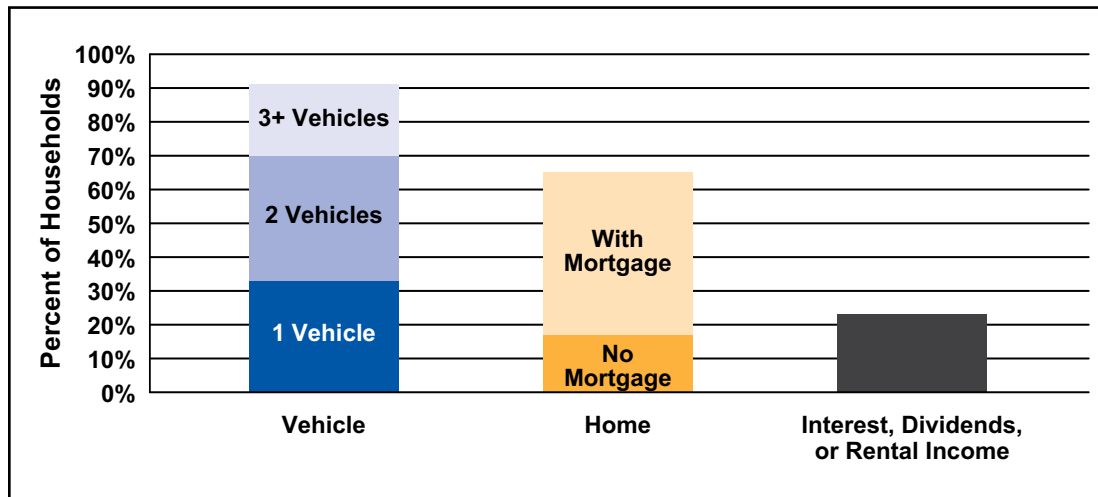 Percent of Households
100%
90%
80%
70%
60%
50%
40%
30%
20%
10%
0%
3+ Vehicles
2 Vehicles
1 Vehicle
With
Mortgage
No
Mortgage
Vehicle
Home
Interest, Dividends,
or Rental Income